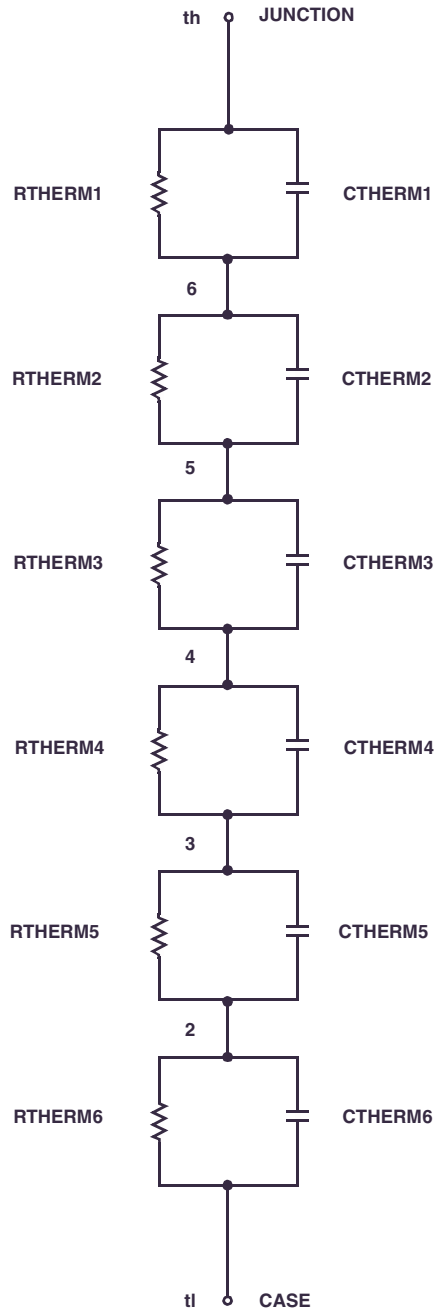 th JUNCTION
RTHERM1 CTHERM1
6
RTHERM2 CTHERM2
5
RTHERM3 CTHERM3
4
RTHERM4 CTHERM4
3
RTHERM5 CTHERM5
2
RTHERM6 CTHERM6
tl CASE